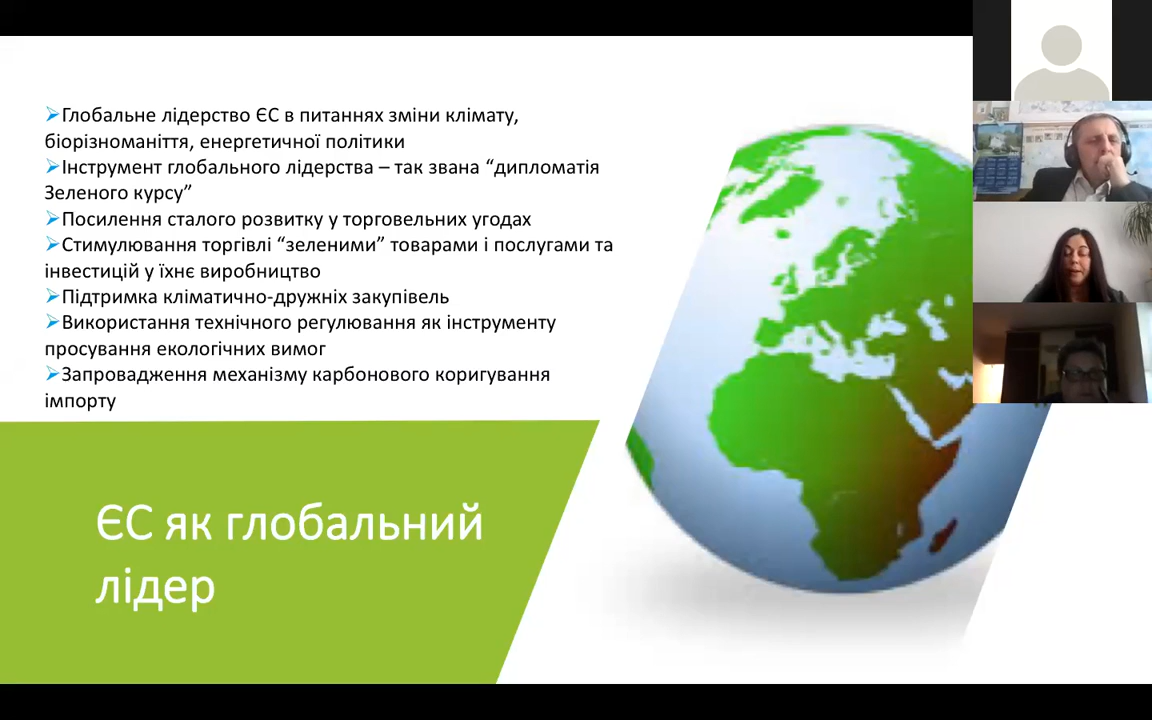 ➢Глобальне лідерство ЄС в питаннях зміни клімату,
біорізноманіття, енергетичної політики
➢Інструмент глобального лідерства – так звана “дипломатія
Зеленого курсу”
➢Посилення сталого розвитку у торговельних угодах
➢Стимулювання торгівлі “зеленими” товарами і послугами та
інвестицій у їхнє виробництво
➢Підтримка кліматично-дружніх закупівель
➢Використання технічного регулювання як інструменту
просування екологічних вимог
➢Запровадження механізму карбонового коригування
імпорту
ЄС як глобальний
лідер